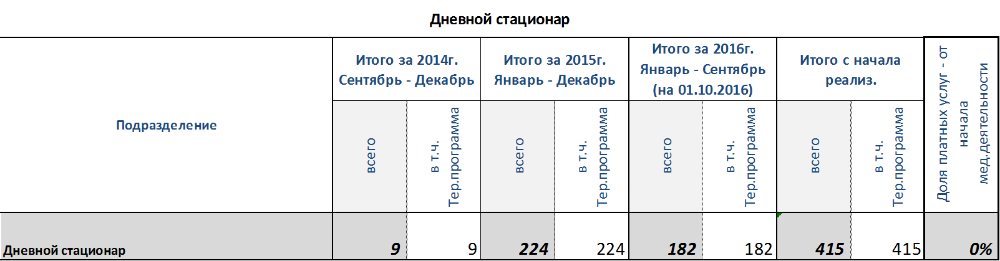 Дневной стационар
Подразделение
Итого за 2014г.
Сентябрь - Декабрь
Итого за 2015г.
Январь - Декабрь
Итого за 2016г.
Январь - Сентябрь
(на 01.10.2016)
Итого с начала
реализ.
Доля платных услуг - от
начала
мед.деятельности
всего
в т.ч.
Тер.программа
всего
в т.ч.
Тер.программа
всего
в т.ч.
Тер.программа
всего
в т.ч.
Тер.программа
Дневной стационар 9 9 224 224 182 182 415 415 0%